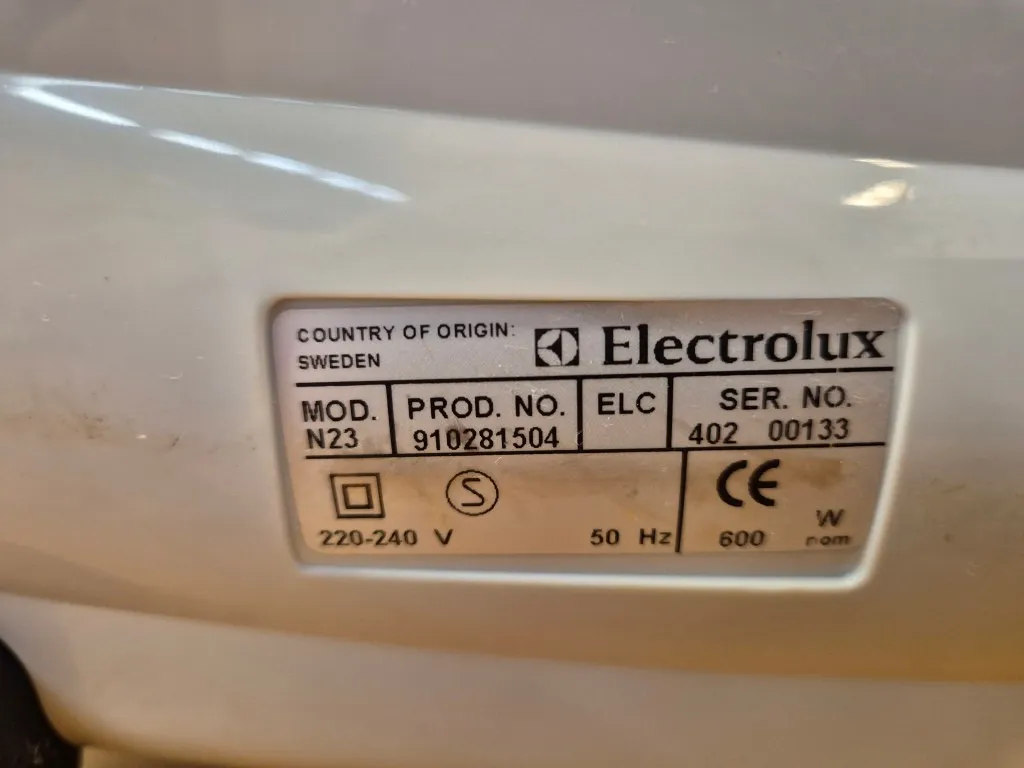 COUNTRY OF ORIGIN:
SWEDEN
Electrolux
MOD. PROD. NO. ELC SER. NO.
N23 910281504 402 00133
S
CE
220-240 V 50 Hz 600 W nom